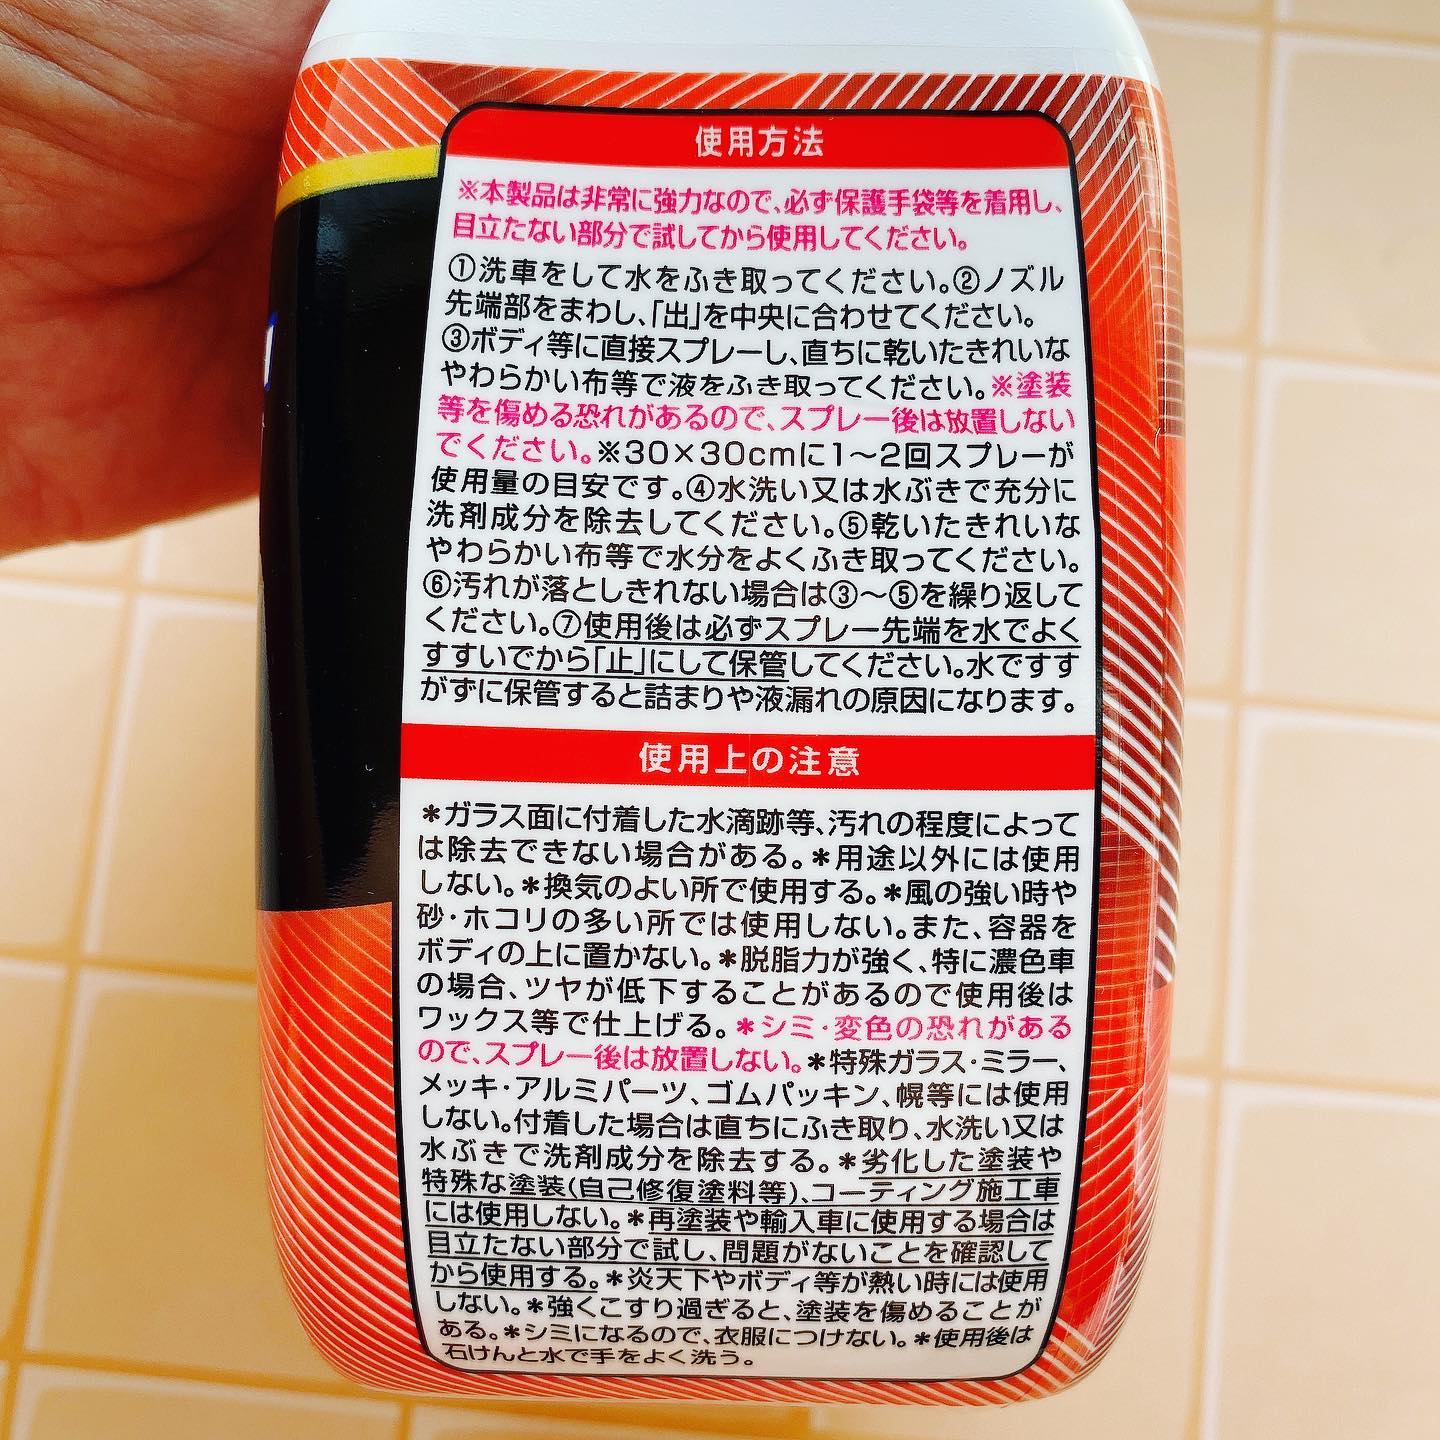 使用方法
※本製品は非常に強力なので、必ず保護手袋等を着用し、
目立たない部分で試してから使用してください。
①洗車をして水をふき取ってください。②ノズル
先端部をまわし、「出」を中央に合わせてください。
③ボディ等に直接スプレーし、直ちに乾いたきれいな
やわらかい布等で液をふき取ってください。※塗装
等を傷める恐れがあるので、スプレー後は放置しない
でください。※30×30cmに1～2回スプレーが
使用量の目安です。④水洗い又は水ぶきで充分に
洗剤成分を除去してください。⑤乾いたきれいな
やわらかい布等で水分をよくふき取ってください。
⑥汚れが落としきれない場合は③～⑤を繰り返して
ください。⑦使用後は必ずスプレー先端を水でよく
すすいでから「止」にして保管してください。水ですす
がずに保管すると詰まりや液漏れの原因になります。
使用上の注意
＊ガラス面に付着した水滴跡等、汚れの程度によって
は除去できない場合がある。＊用途以外には使用
しない。＊換気のよい所で使用する。＊風の強い時や
砂・ホコリの多い所では使用しない。また、容器を
ボディの上に置かない。＊脱脂力が強く、特に濃色車
の場合、ツヤが低下することがあるので使用後は
ワックス等で仕上げる。＊シミ・変色の恐れがある
ので、スプレー後は放置しない。＊特殊ガラス・ミラー、
メッキ・アルミパーツ、ゴムパッキン、幌等には使用
しない。付着した場合は直ちにふき取り、水洗い又は
水ぶきで洗剤成分を除去する。＊劣化した塗装や
特殊な塗装(自己修復塗料等)、コーティング施工車
には使用しない。＊再塗装や輸入車に使用する場合は
目立たない部分で試し、問題がないことを確認して
から使用する。＊炎天下やボディ等が熱い時には使用
しない。＊強くこすり過ぎると、塗装を傷めることが
ある。＊シミになるので、衣服につけない。＊使用後は
石けんと水で手をよく洗う。